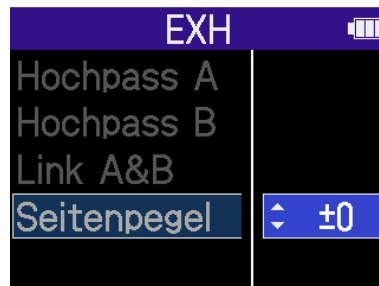 EXH
Hochpass A
Hochpass B
Link A&B
Seitenpegel ±0